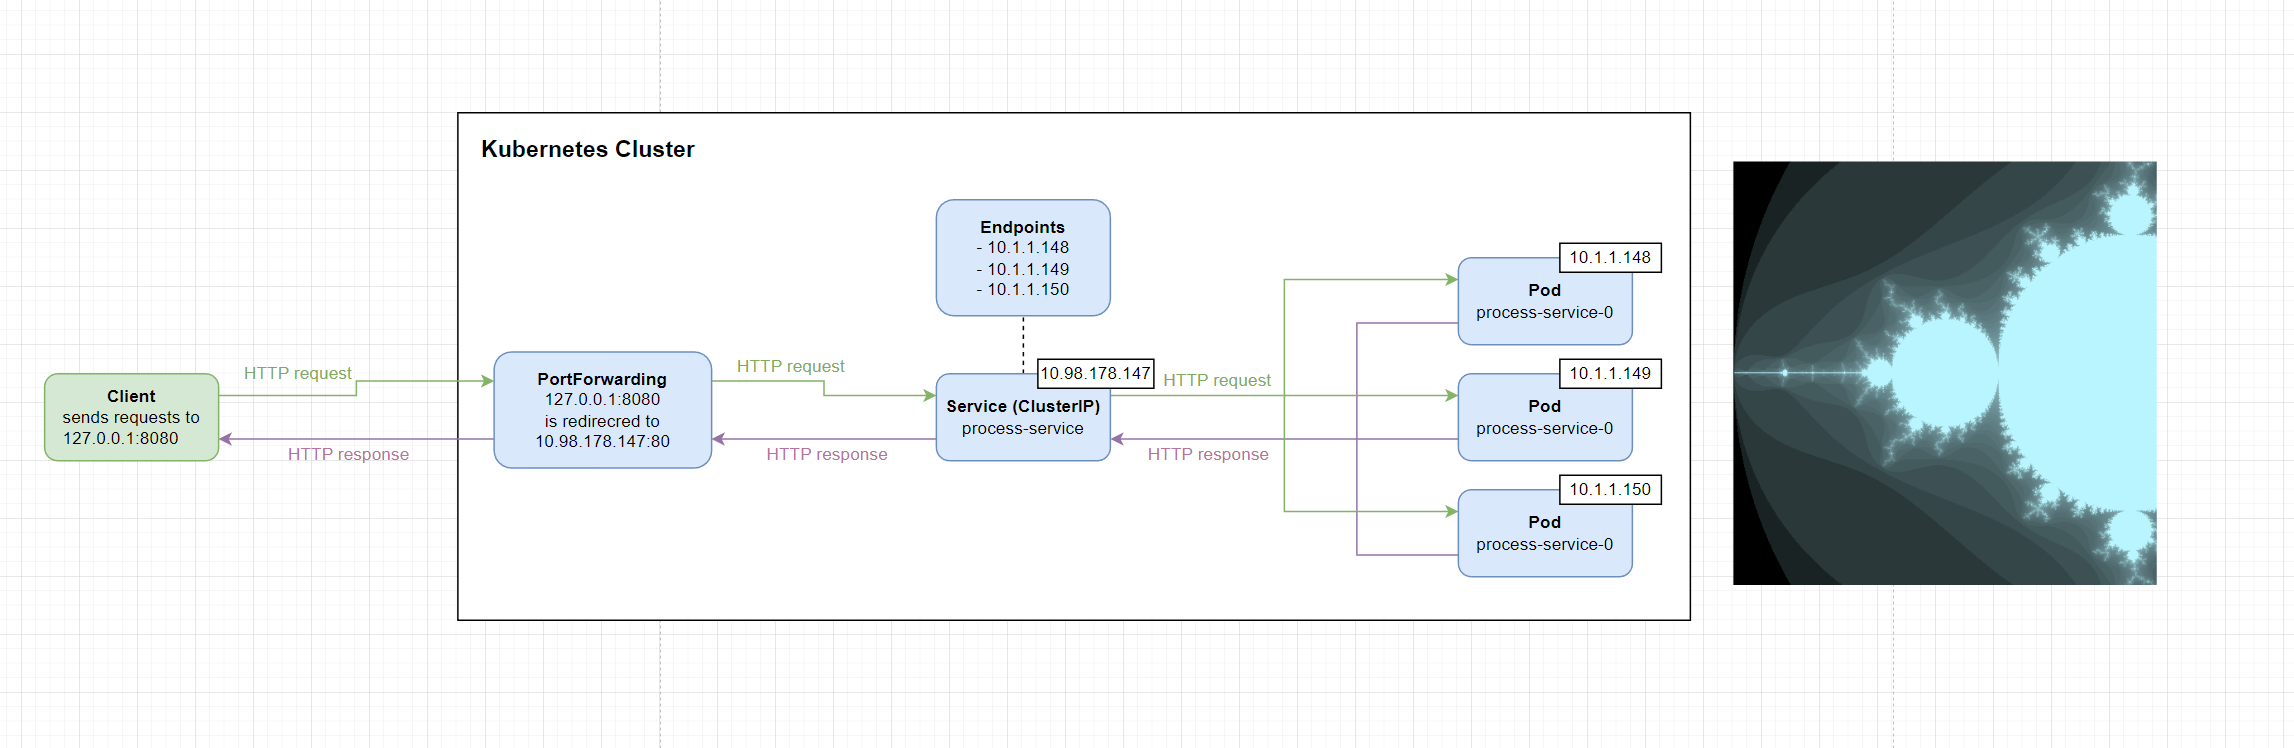 Kubernetes Cluster
Client
sends requests to
127.0.0.1:8080
HTTP request
HTTP response
PortForwarding
127.0.0.1:8080
is redirecred to
10.98.178.147:80
HTTP request
HTTP response
Endpoints
- 10.1.1.148
- 10.1.1.149
- 10.1.1.150
10.98.178.147
Service (ClusterIP)
process-service
HTTP request
HTTP response
10.1.1.148
Pod
process-service-0
10.1.1.149
Pod
process-service-0
10.1.1.150
Pod
process-service-0